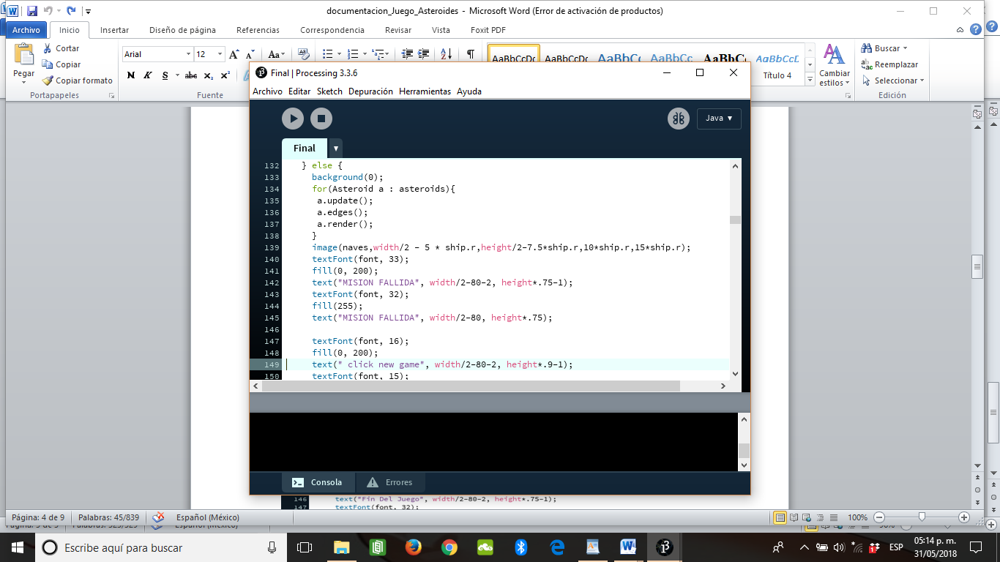 documentacion_Juego_Asteroides - Microsoft Word (Error de activación de productos)
Archivo Inicio Insertar Diseño de página Referencias Correspondencia Revisar Vista Foxit PDF
Pegar
Cortar
Copiar
Copiar formato
Portapapeles
Arial 12
N K S abc x₂ x²
Fuente
AaBbCcDc AaBbCcDc AaBbC AaBbCc AaBbC AaBbCcL
Título 4
Cambiar estilos
Buscar
Reemplazar
Seleccionar
Edición
Final | Processing 3.3.6
Archivo Editar Sketch Depuración Herramientas Ayuda
Java ▼
Final ▼
132 } else {
133 background(0);
134 for(Asteroid a : asteroids){
135 a.update();
136 a.edges();
137 a.render();
138 }
139 image(naves,width/2 - 5 * ship.r,height/2-7.5*ship.r,10*ship.r,15*ship.r);
140 textFont(font, 33);
141 fill(0, 200);
142 text("MISION FALLIDA", width/2-80-2, height*.75-1);
143 textFont(font, 32);
144 fill(255);
145 text("MISION FALLIDA", width/2-80, height*.75);
146
147 textFont(font, 16);
148 fill(0, 200);
149 text(" click new game", width/2-80-2, height*.9-1);
150 textFont(font, 15);
Consola Errores
146 text("Fin Del Juego", width/2-80-2, height*.75-1);
147 textFont(font, 32);
Página: 4 de 9 Palabras: 45/839 Español (México) 100%
Escribe aquí para buscar
ESP
05:14 p. m.
31/05/2018